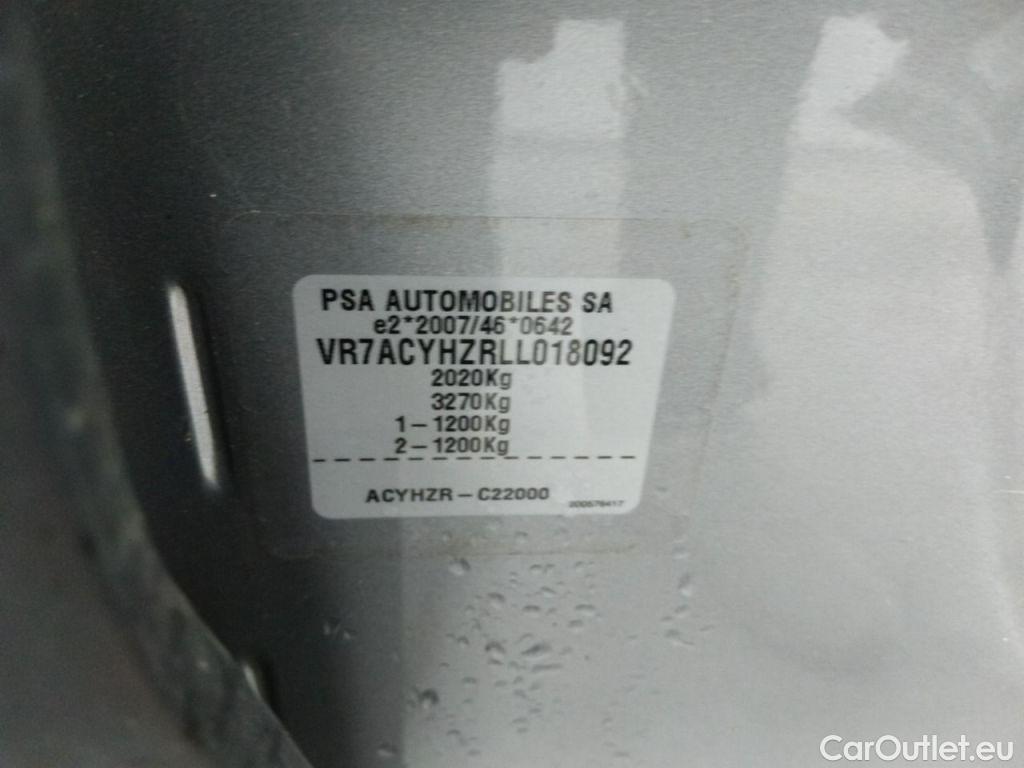 PSA AUTOMOBILES SA
e2*2007/46*0642
VR7ACYHZRLL018092
2020Kg
3270Kg
1-1200Kg
2-1200Kg
ACYHZR-C22000
CarOutlet.eu